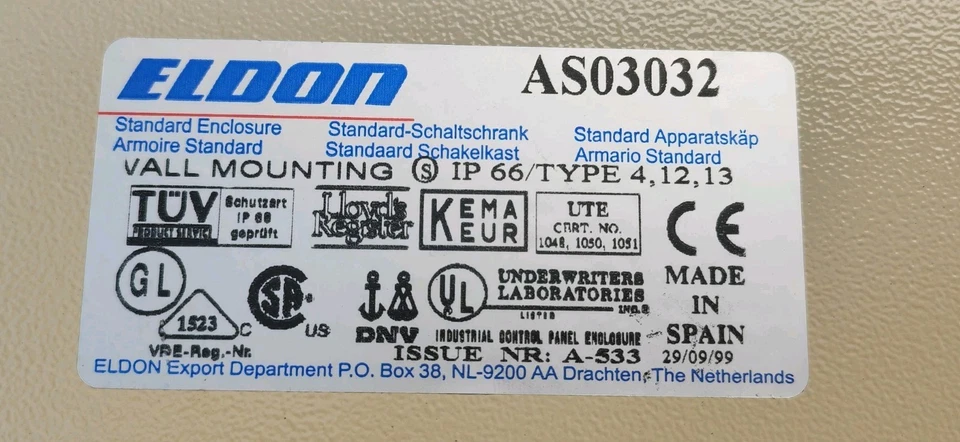 ELDON AS03032
Standard Enclosure Standard-Schaltschrank Standard Apparatskåp
Armoire Standard Standaard Schakelkast Armario Standard
WALL MOUNTING S IP 66/TYPE 4,12,13
TÜV PRODUCT SERVICE
Schutzart
IP 66
geprüft
Lloyd's
Register
KEMA
KEUR
UTE
CERT. NO.
1048, 1050, 1051
CE
GL
1523
VDE-Reg.-Nr.
C SA US
DNV
UL
UNDERWRITERS
LABORATORIES
INC.®
LISTED
INDUSTRIAL CONTROL PANEL ENCLOSURE
ISSUE NR: A-533
MADE
IN
SPAIN
29/09/99
ELDON Export Department P.O. Box 38, NL-9200 AA Drachten, The Netherlands